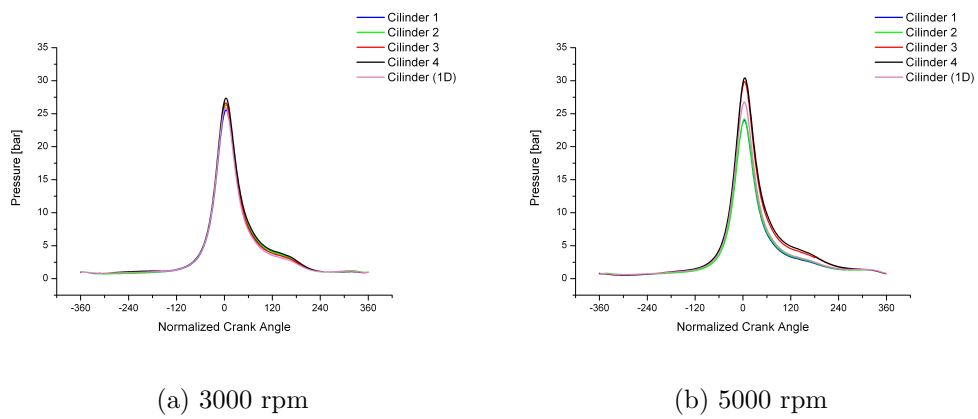 Cilinder 1
Cilinder 2
Cilinder 3
Cilinder 4
Cilinder (1D)
35
30
25
20
15
10
5
0
Pressure [bar]
-360 -240 -120 0 120 240 360
Normalized Crank Angle
(a) 3000 rpm
Cilinder 1
Cilinder 2
Cilinder 3
Cilinder 4
Cilinder (1D)
35
30
25
20
15
10
5
0
Pressure [bar]
-360 -240 -120 0 120 240 360
Normalized Crank Angle
(b) 5000 rpm